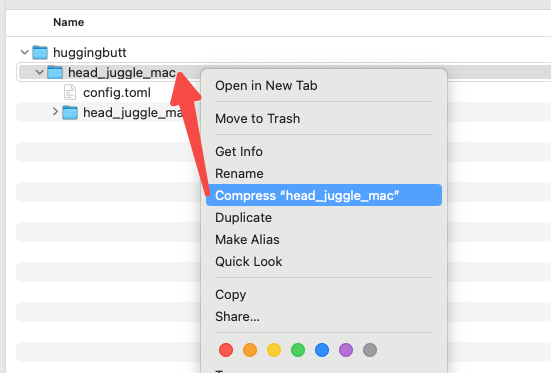 Name
huggingbutt
head_juggle_mac
config.toml
head_juggle_ma
Open in New Tab
Move to Trash
Get Info
Rename
Compress “head_juggle_mac”
Duplicate
Make Alias
Quick Look
Copy
Share...